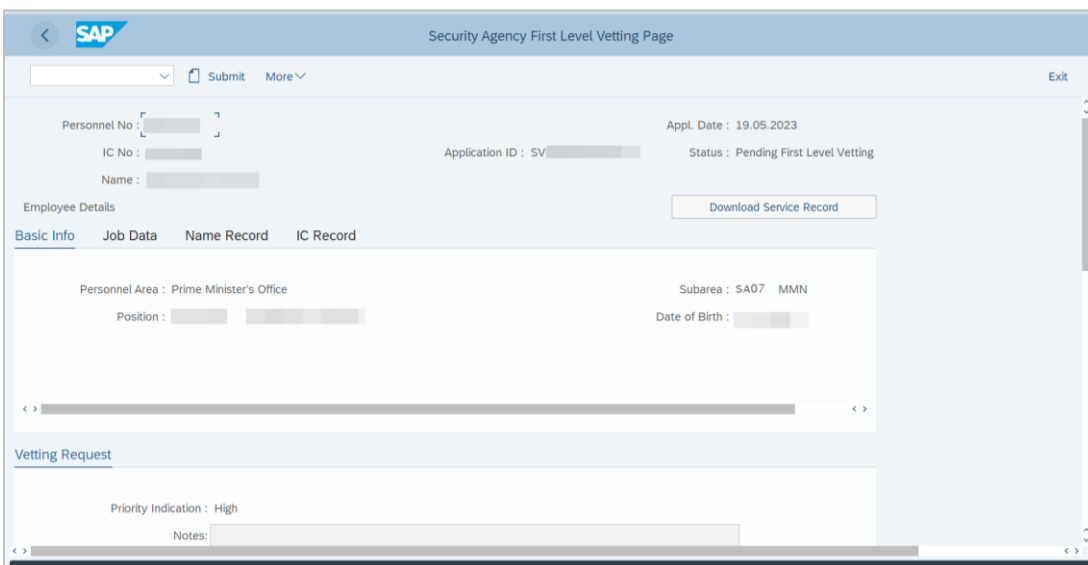 SAP Security Agency First Level Vetting Page
Submit More Exit
Personnel No : Appl. Date : 19.05.2023
IC No : Application ID : SV Status : Pending First Level Vetting
Name :
Employee Details Download Service Record
Basic Info Job Data Name Record IC Record
Personnel Area : Prime Minister's Office Subarea : SA07 MMN
Position : Date of Birth :
Vetting Request
Priority Indication : High
Notes: